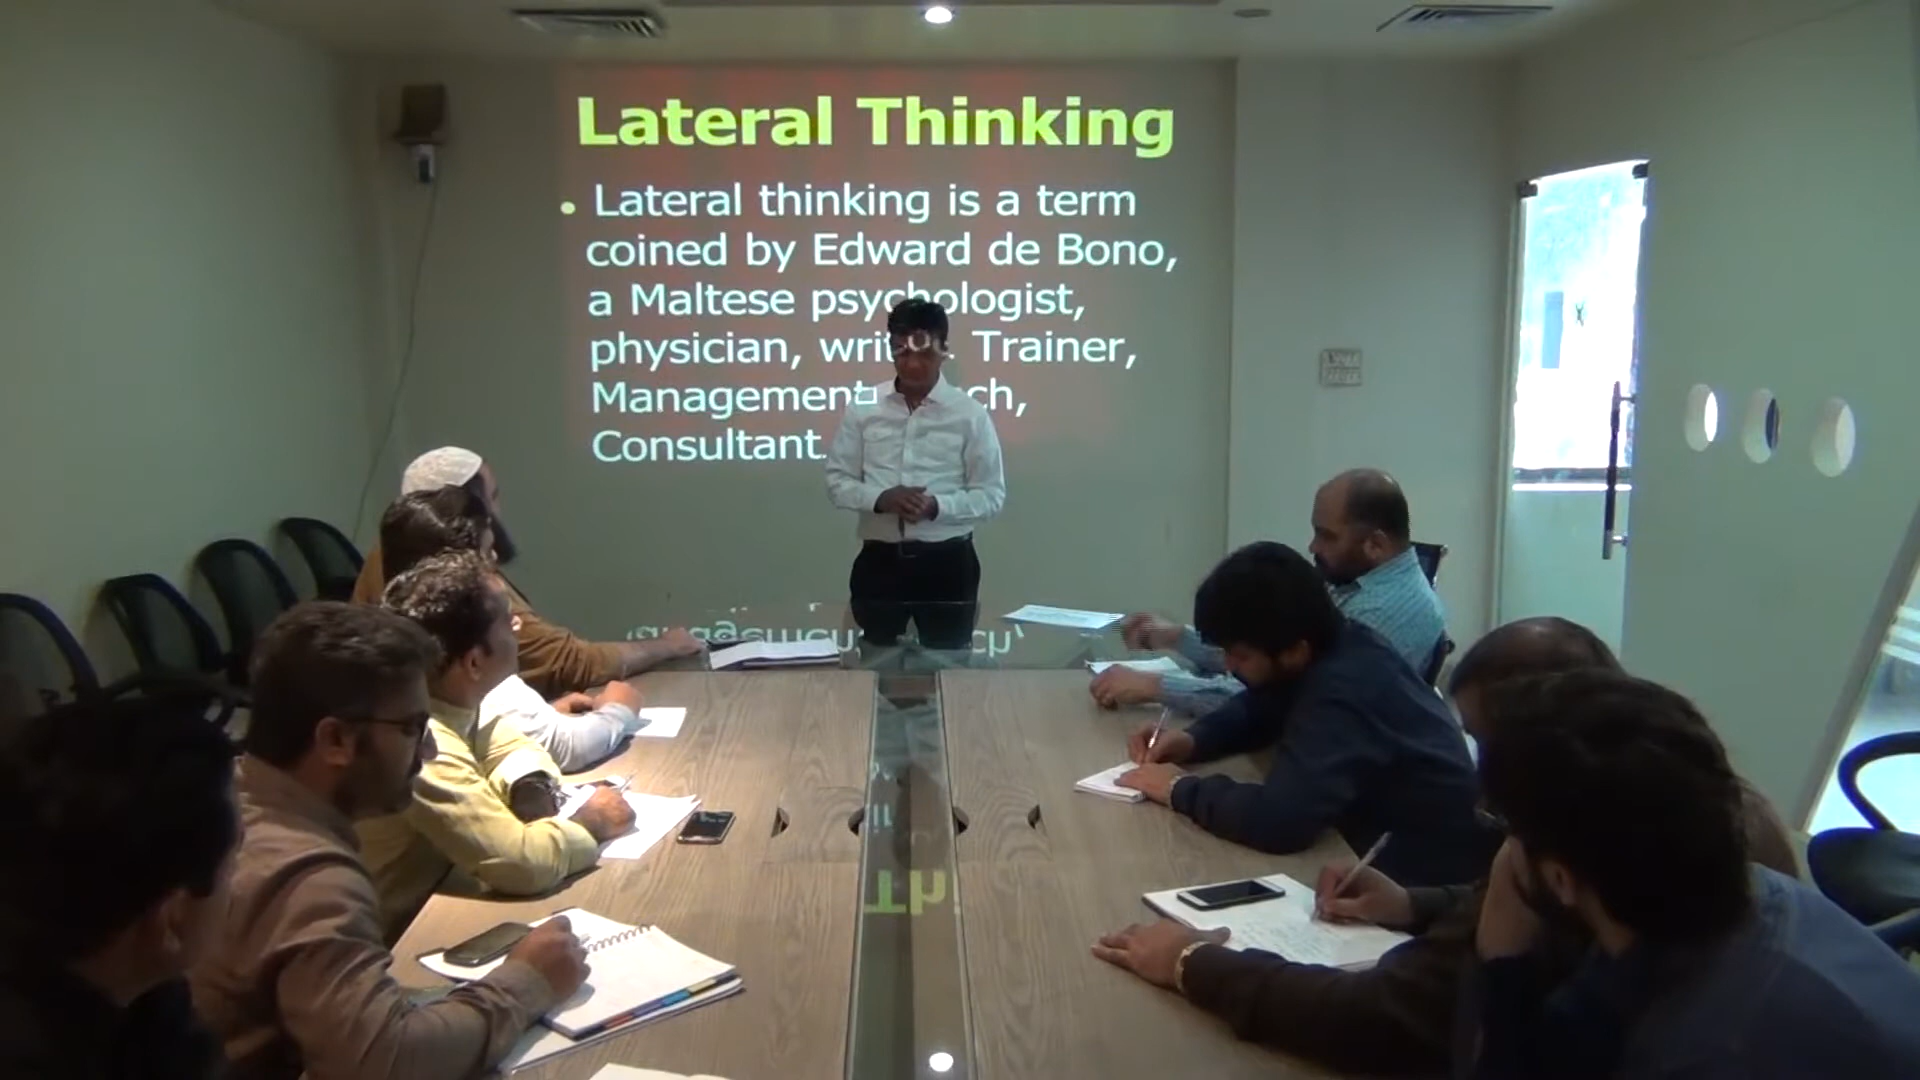 Lateral Thinking
• Lateral thinking is a term
coined by Edward de Bono,
a Maltese psychologist,
physician, Trainer,
Management
Consultant.